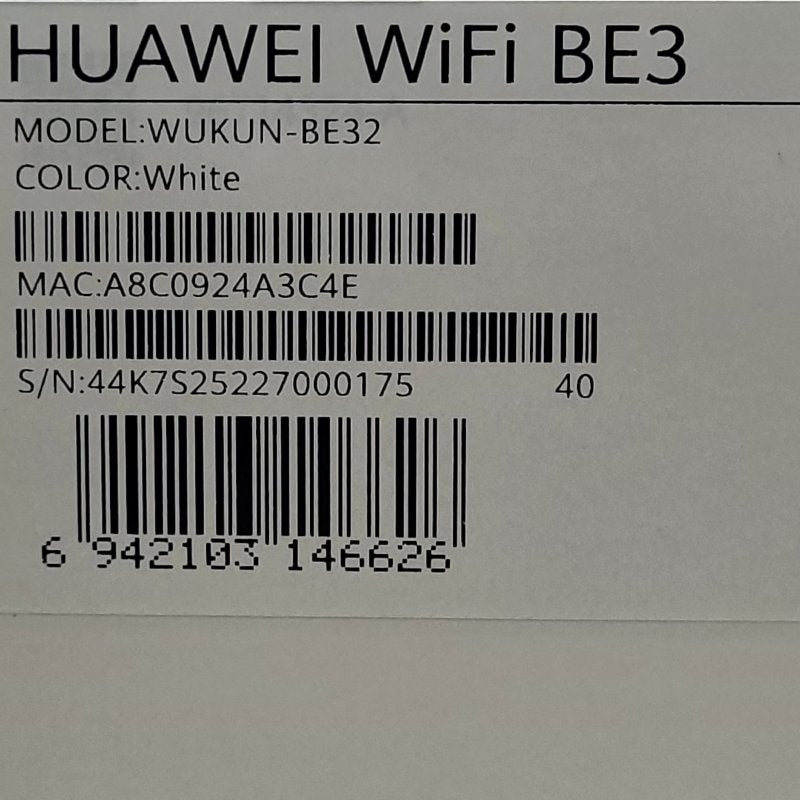 HUAWEI WiFi BE3
MODEL:WUKUN-BE32
COLOR:White
MAC:A8C0924A3C4E
S/N:44K7S25227000175 40
6 942103 146626